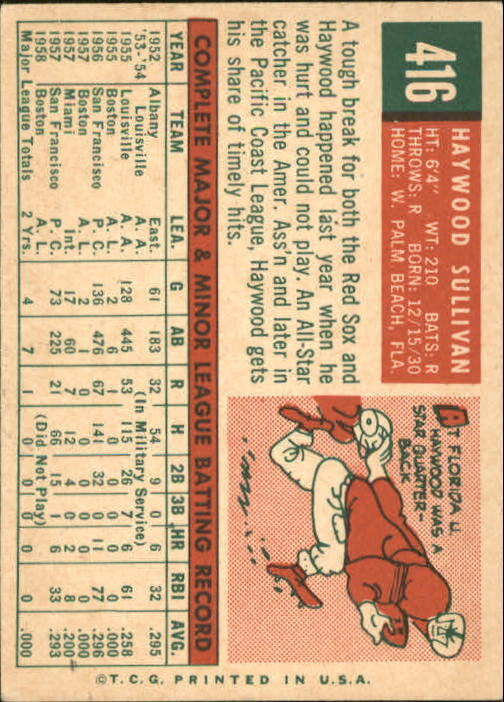 416
HAYWOOD SULLIVAN
HT: 6'4" WT: 210 BATS: R
THROWS: R BORN: 12/15/30
HOME: W. PALM BEACH, FLA.
A tough break for both the Red Sox and
Haywood happened last year when he
was hurt and could not play. An All-Star
catcher in the Amer. Ass'n and later in
the Pacific Coast League, Haywood gets
his share of timely hits.
AT FLORIDA U.
HAYWOOD WAS A
STAR QUARTER-
BACK
COMPLETE MAJOR & MINOR LEAGUE BATTING RECORD
YEAR TEAM LEA. G AB R H 2B 3B HR RBI AVG.
1952 Albany East. 61 183 32 54 9 0 6 32 .295
'53-'54 Louisville A. A. (In Military Service)
1955 Louisville A. A. 128 445 53 115 26 7 6 61 .258
1955 Boston A. L. 2 6 0 0 0 0 0 0 .000
1956 San Francisco P. C. 136 476 67 141 32 1 11 77 .296
1957 Boston A. L. 2 1 0 0 0 0 0 0 .000
1957 Miami Int. 17 60 7 12 4 0 2 8 .200
1957 San Francisco P. C. 73 225 21 66 15 1 6 33 .293
1958 Boston A. L. (Did Not Play)
Major League Totals 2 Yrs. 4 7 1 0 0 0 0 0 .000
©T.C.G. PRINTED IN U.S.A.